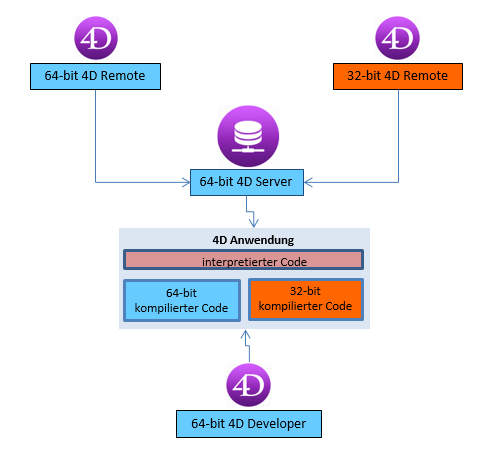 4D
4D
64-bit 4D Remote
32-bit 4D Remote
64-bit 4D Server
4D Anwendung
interpretierter Code
64-bit
kompilierter Code
32-bit
kompilierter Code
4D
64-bit 4D Developer